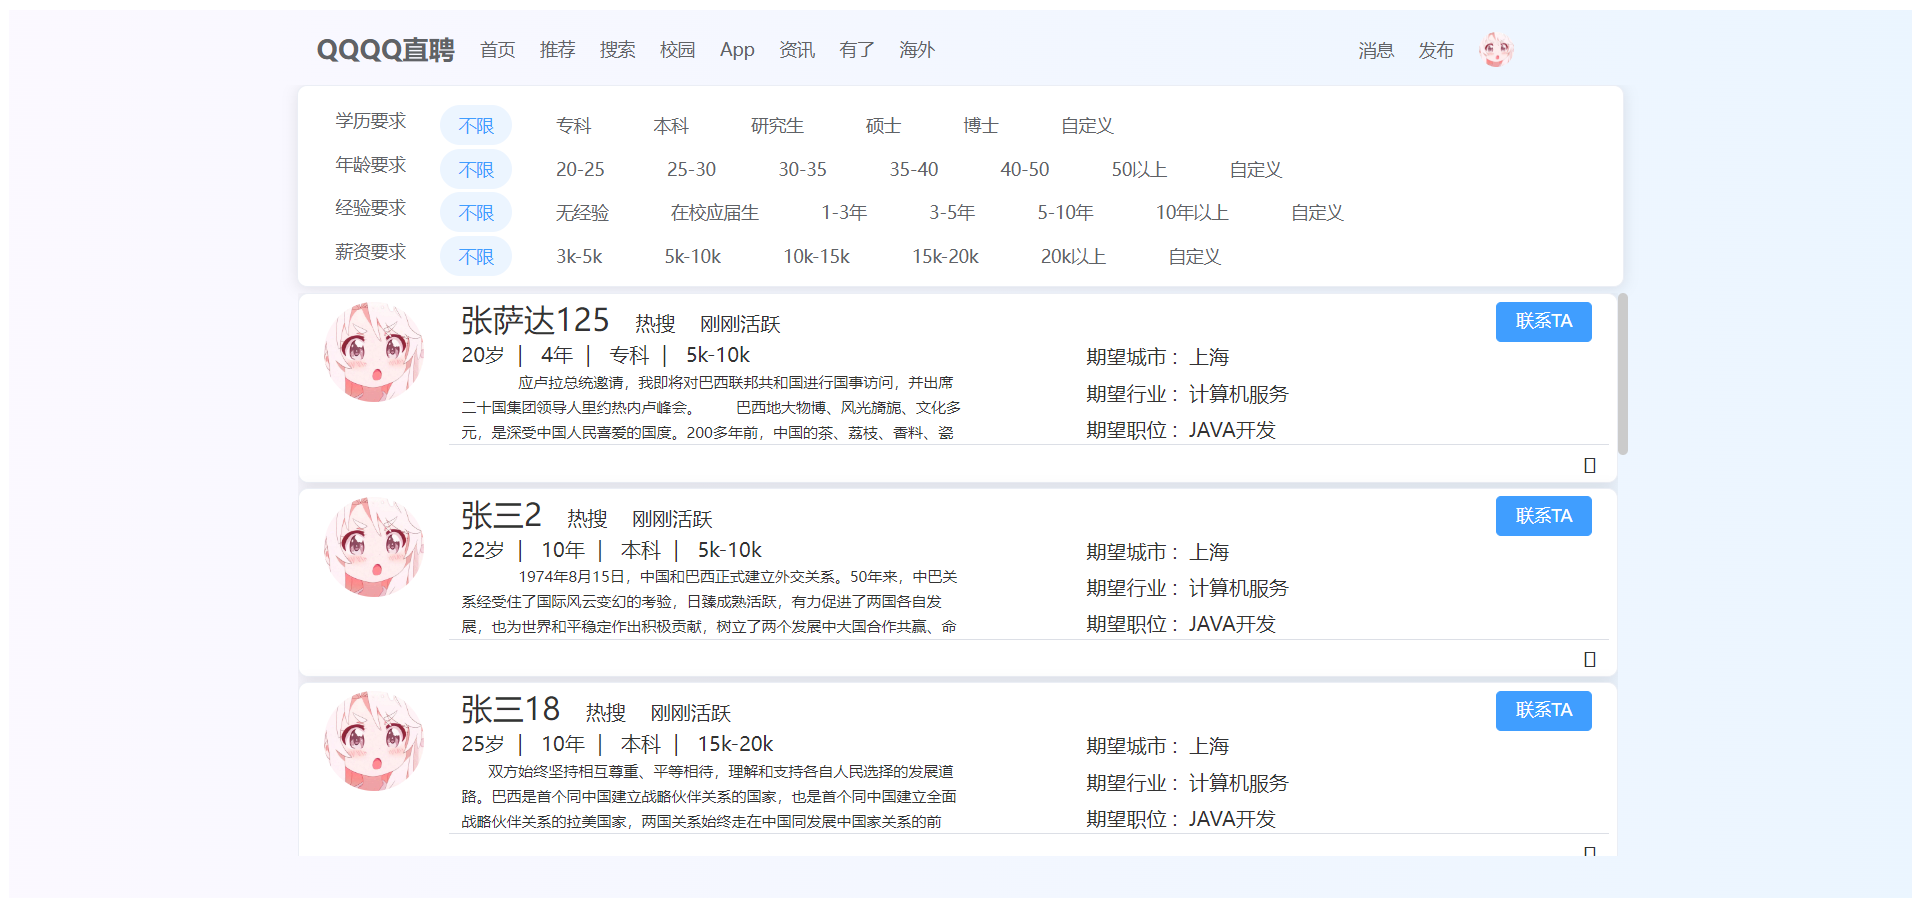 QQQQ直聘 首页 推荐 搜索 校园 App 资讯 有了 海外 消息 发布
学历要求 不限 专科 本科 研究生 硕士 博士 自定义
年龄要求 不限 20-25 25-30 30-35 35-40 40-50 50以上 自定义
经验要求 不限 无经验 在校应届生 1-3年 3-5年 5-10年 10年以上 自定义
薪资要求 不限 3k-5k 5k-10k 10k-15k 15k-20k 20k以上 自定义
张萨达125 热搜 刚刚活跃
联系TA
20岁 | 4年 | 专科 | 5k-10k
应卢拉总统邀请，我即将对巴西联邦共和国进行国事访问，并出席
二十国集团领导人里约热内卢峰会。 巴西地大物博、风光旖旎、文化多
元，是深受中国人民喜爱的国度。200多年前，中国的茶、荔枝、香料、瓷
期望城市：上海
期望行业：计算机服务
期望职位：JAVA开发
张三2 热搜 刚刚活跃
联系TA
22岁 | 10年 | 本科 | 5k-10k
1974年8月15日，中国和巴西正式建立外交关系。50年来，中巴关
系经受住了国际风云变幻的考验，日臻成熟活跃，有力促进了两国各自发
展，也为世界和平稳定作出积极贡献，树立了两个发展中大国合作共赢、命
期望城市：上海
期望行业：计算机服务
期望职位：JAVA开发
张三18 热搜 刚刚活跃
联系TA
25岁 | 10年 | 本科 | 15k-20k
双方始终坚持相互尊重、平等相待，理解和支持各自人民选择的发展道
路。巴西是首个同中国建立战略伙伴关系的国家，也是首个同中国建立全面
战略伙伴关系的拉美国家，两国关系始终走在中国同发展中国家关系的前
期望城市：上海
期望行业：计算机服务
期望职位：JAVA开发